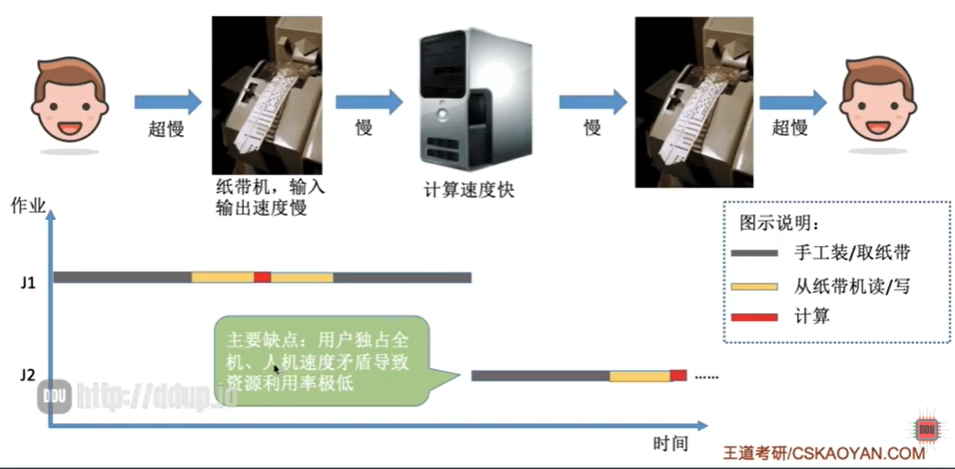 超慢
慢
慢
超慢
纸带机，输入
输出速度慢
计算速度快
作业
图示说明：
手工装/取纸带
从纸带机读/写
计算
J1
主要缺点：用户独占全
机、人机速度矛盾导致
资源利用率极低
J2
......
DDU http://ddup.io
时间
DDU
王道考研/CSKAOYAN.COM